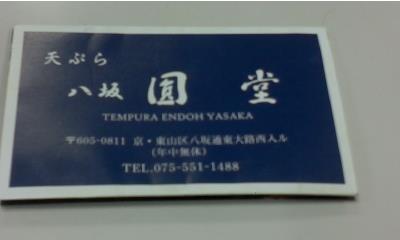 天ぷら
八坂 圓堂
TEMPURA ENDOH YASAKA
〒605-0811 京・東山区八坂通東大路西入ル
(年中無休)
TEL.075-551-1488